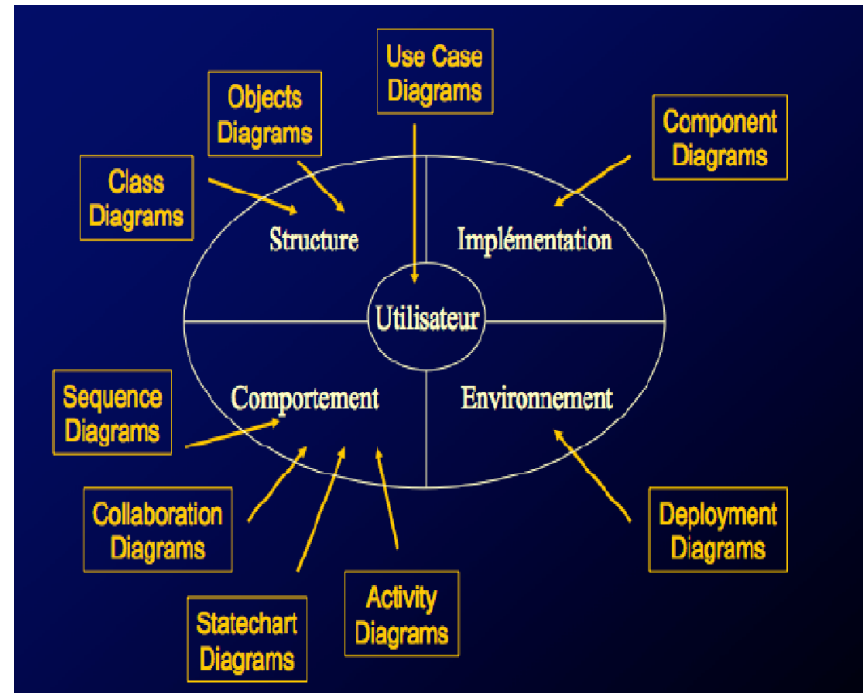 Use Case
Diagrams
Objects
Diagrams
Component
Diagrams
Class
Diagrams
Structure
Implémentation
Utilisateur
Comportement
Environnement
Sequence
Diagrams
Collaboration
Diagrams
Deployment
Diagrams
Statechart
Diagrams
Activity
Diagrams